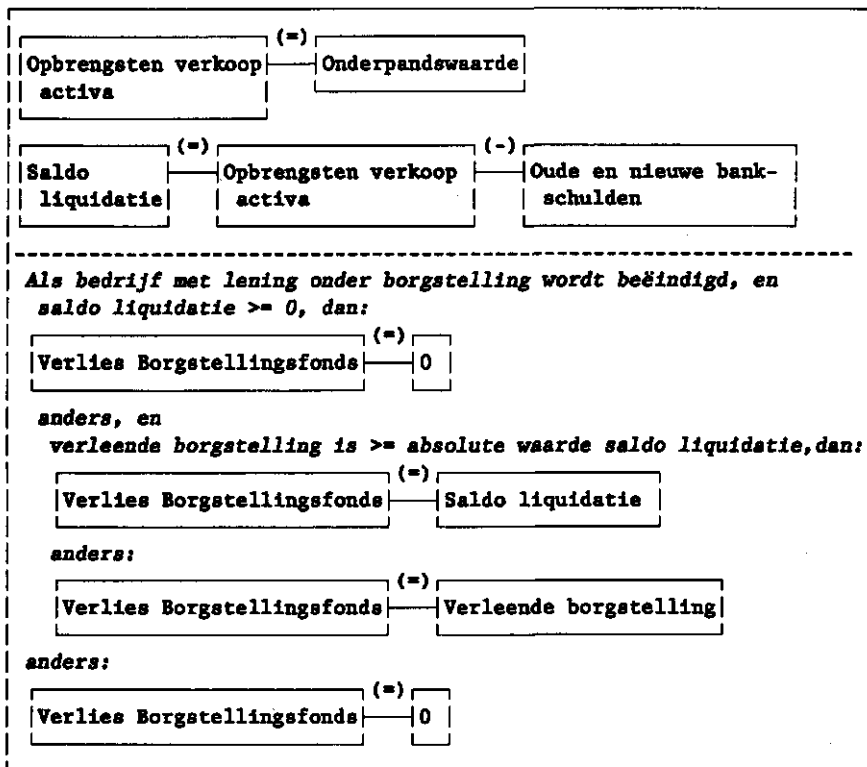 (=)
Opbrengsten verkoop Onderpandswaarde
activa
(=) (-)
Saldo Opbrengsten verkoop Oude en nieuwe bank-
liquidatie activa schulden
Als bedrijf met lening onder borgstelling wordt beëindigd, en
saldo liquidatie >= 0, dan:
(=)
Verlies Borgstellingsfonds 0
anders, en
verleende borgstelling is >= absolute waarde saldo liquidatie,dan:
(=)
Verlies Borgstellingsfonds Saldo liquidatie
anders:
(=)
Verlies Borgstellingsfonds Verleende borgstelling
anders:
(=)
Verlies Borgstellingsfonds 0